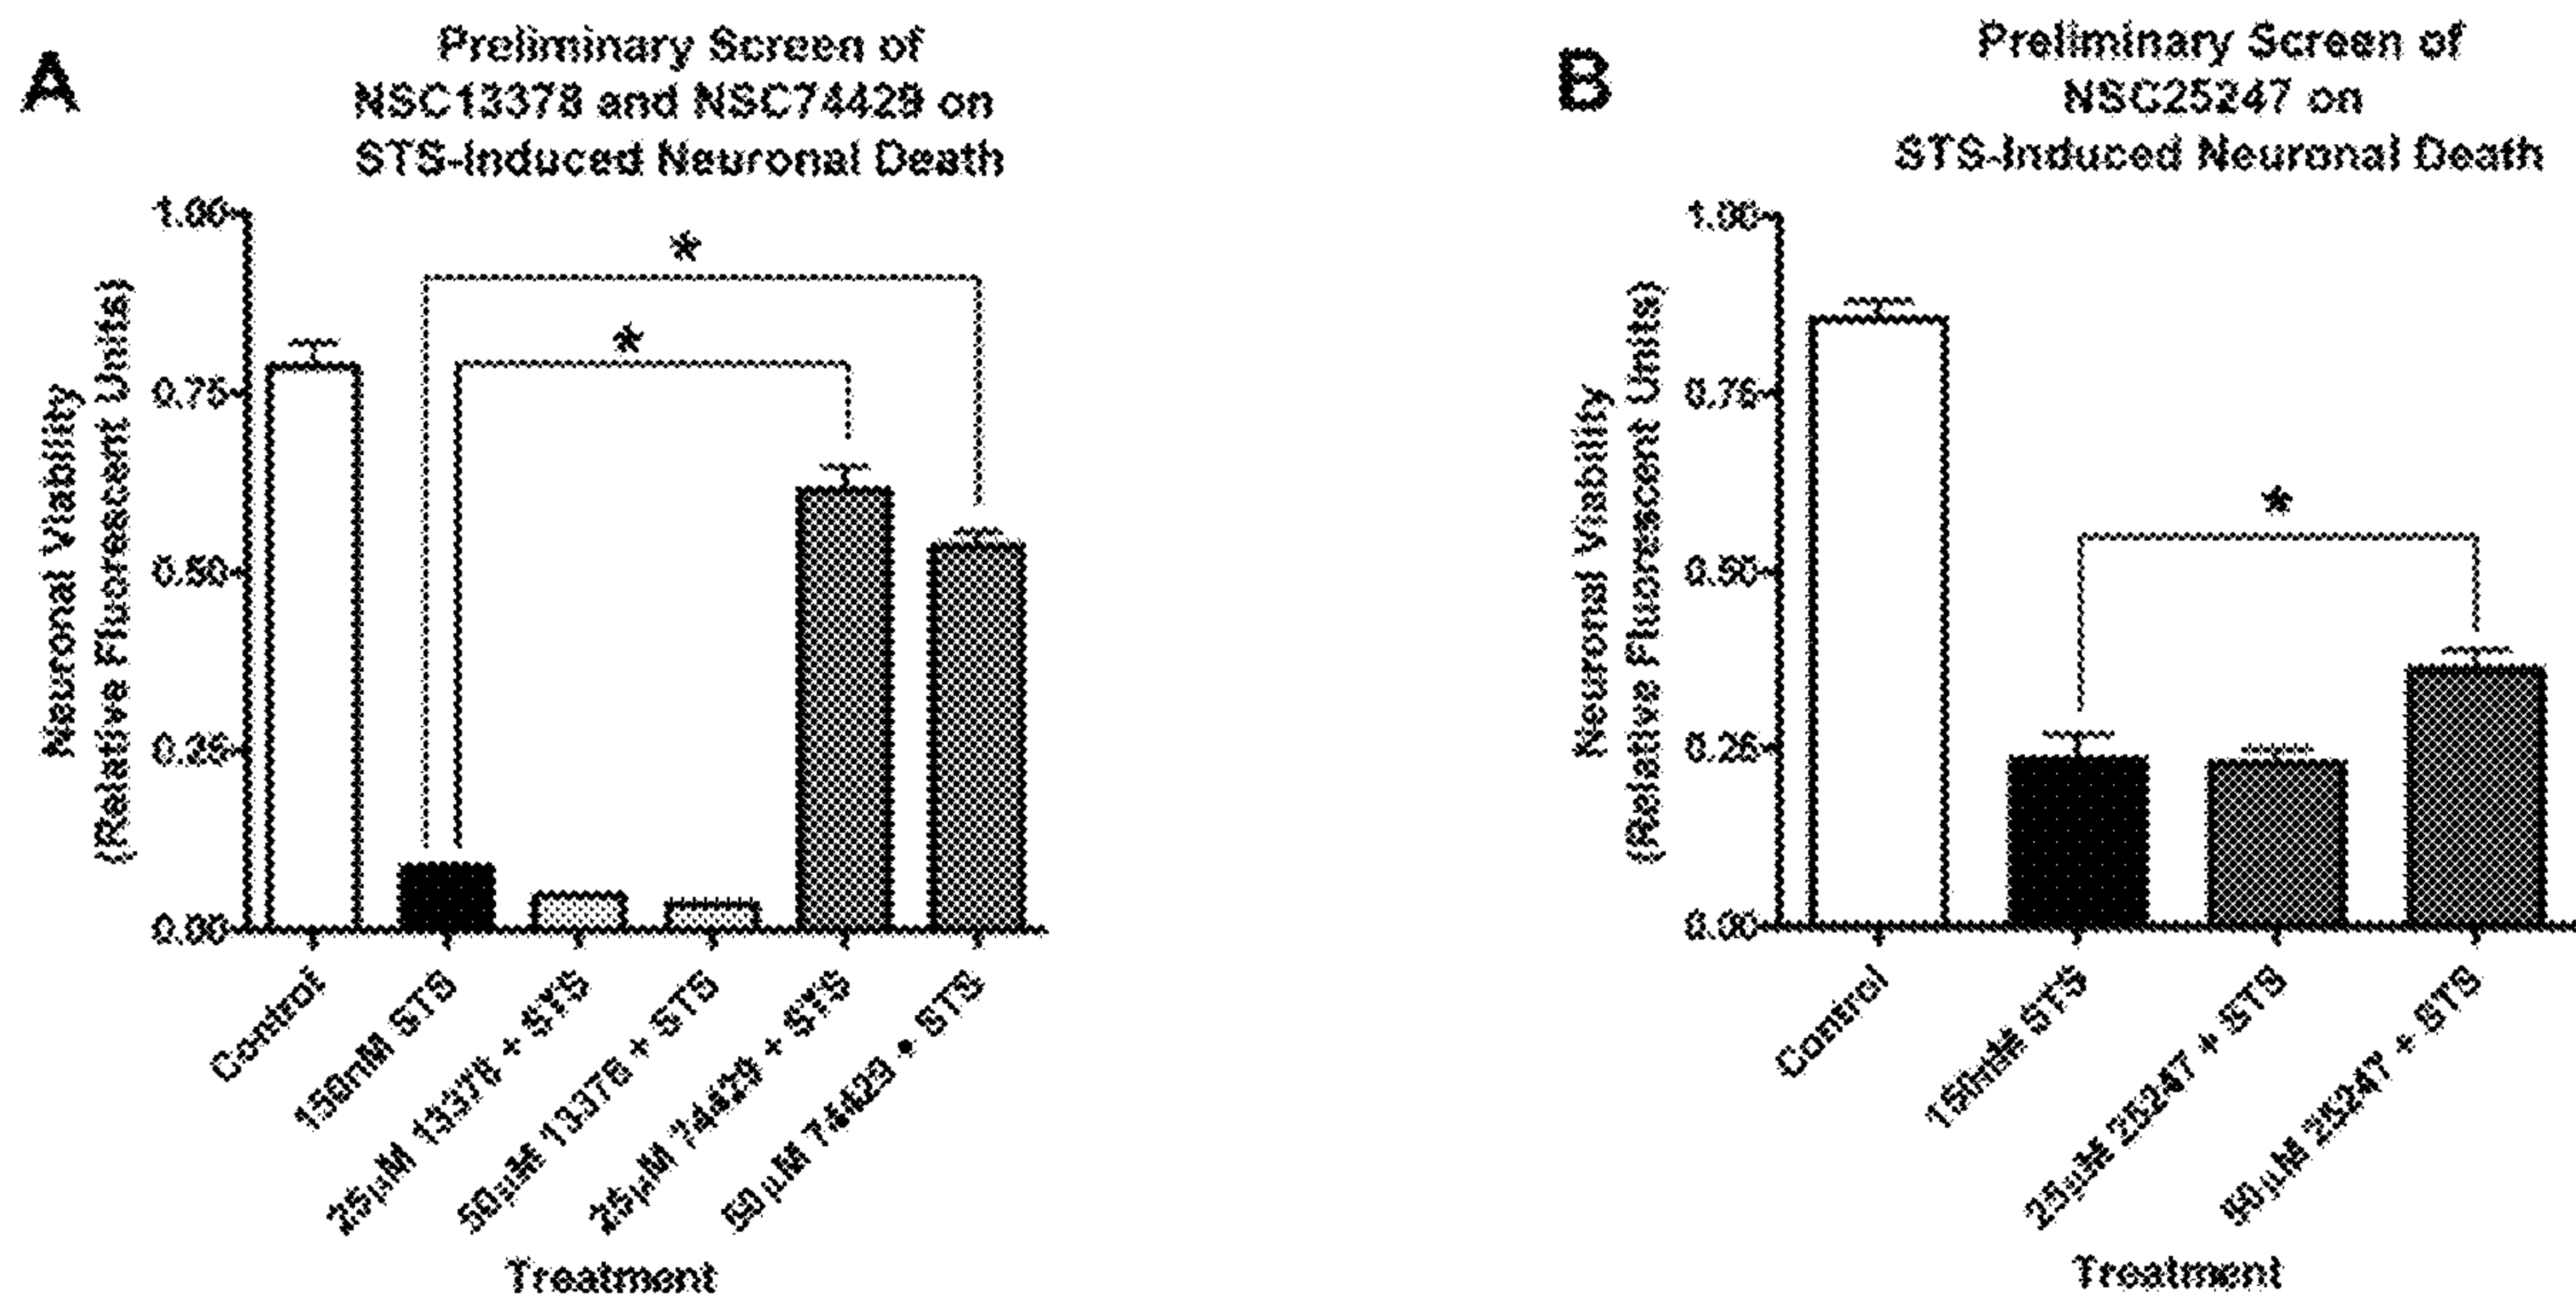 A
Preliminary Screen of
NSC13378 and NSC74429 on
STS-Induced Neuronal Death
Neuronal Viability
(Relative Fluorescent Units)
1.00
0.75
0.50
0.25
0.00
*
*
Control
150nM STS
25μM 13378 + STS
50μM 13378 + STS
25μM 74429 + STS
50μM 74429 + STS
Treatment
B
Preliminary Screen of
NSC25247 on
STS-Induced Neuronal Death
Neuronal Viability
(Relative Fluorescent Units)
1.00
0.75
0.50
0.25
0.00
*
Control
150nM STS
25μM 25247 + STS
50μM 25247 + STS
Treatment